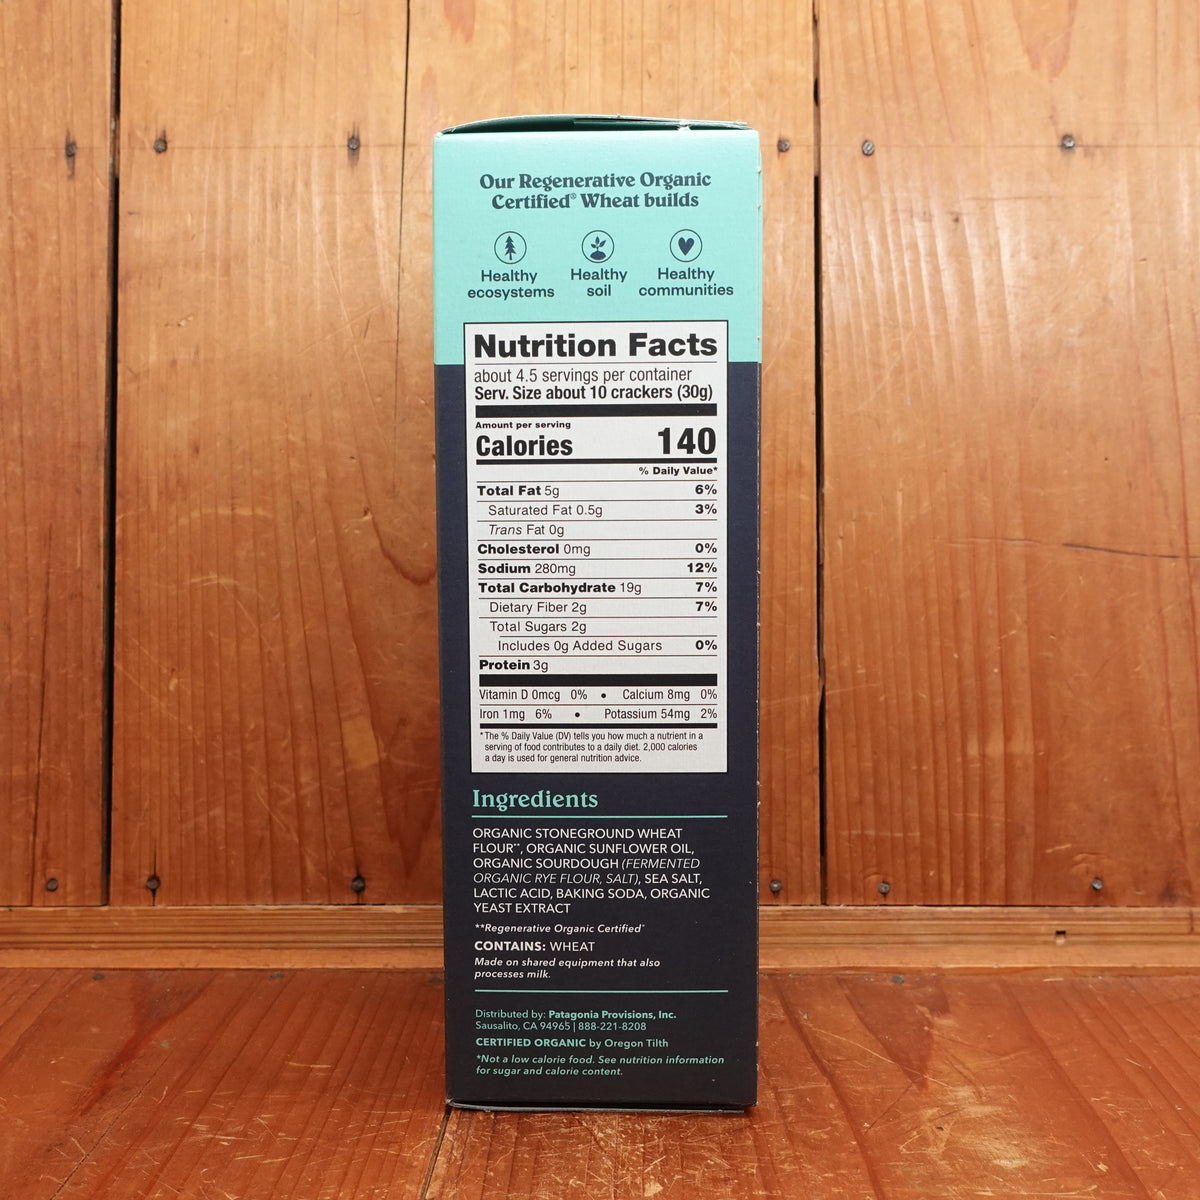 Our Regenerative Organic
Certified® Wheat builds
Healthy ecosystems
Healthy soil
Healthy communities
Nutrition Facts
about 4.5 servings per container
Serv. Size about 10 crackers (30g)
Amount per serving
Calories 140
% Daily Value*
Total Fat 5g 6%
Saturated Fat 0.5g 3%
Trans Fat 0g
Cholesterol 0mg 0%
Sodium 280mg 12%
Total Carbohydrate 19g 7%
Dietary Fiber 2g 7%
Total Sugars 2g
Includes 0g Added Sugars 0%
Protein 3g
Vitamin D 0mcg 0% • Calcium 8mg 0%
Iron 1mg 6% • Potassium 54mg 2%
*The % Daily Value (DV) tells you how much a nutrient in a
serving of food contributes to a daily diet. 2,000 calories
a day is used for general nutrition advice.
Ingredients
ORGANIC STONEGROUND WHEAT
FLOUR**, ORGANIC SUNFLOWER OIL,
ORGANIC SOURDOUGH (FERMENTED
ORGANIC RYE FLOUR, SALT), SEA SALT,
LACTIC ACID, BAKING SODA, ORGANIC
YEAST EXTRACT
**Regenerative Organic Certified®
CONTAINS: WHEAT
Made on shared equipment that also
processes milk.
Distributed by: Patagonia Provisions, Inc.
Sausalito, CA 94965 | 888-221-8208
CERTIFIED ORGANIC by Oregon Tilth
*Not a low calorie food. See nutrition information
for sugar and calorie content.